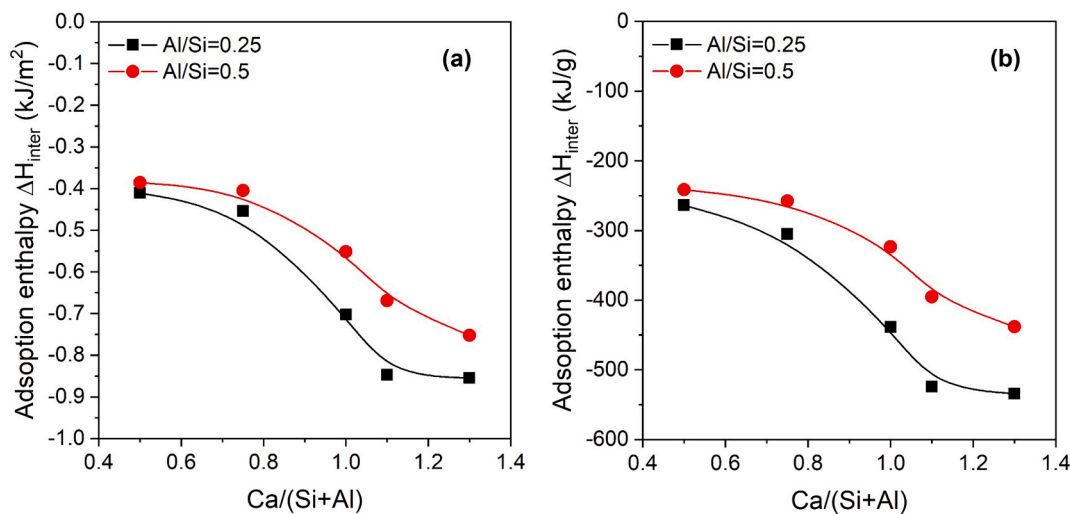 Adsoption enthalpy ΔH_inter (kJ/m²)
0.0
-0.1
-0.2
-0.3
-0.4
-0.5
-0.6
-0.7
-0.8
-0.9
-1.0
Al/Si=0.25
Al/Si=0.5
(a)
0.4 0.6 0.8 1.0 1.2 1.4
Ca/(Si+Al)
Adsoption enthalpy ΔH_inter (kJ/g)
0
-100
-200
-300
-400
-500
-600
Al/Si=0.25
Al/Si=0.5
(b)
0.4 0.6 0.8 1.0 1.2 1.4
Ca/(Si+Al)